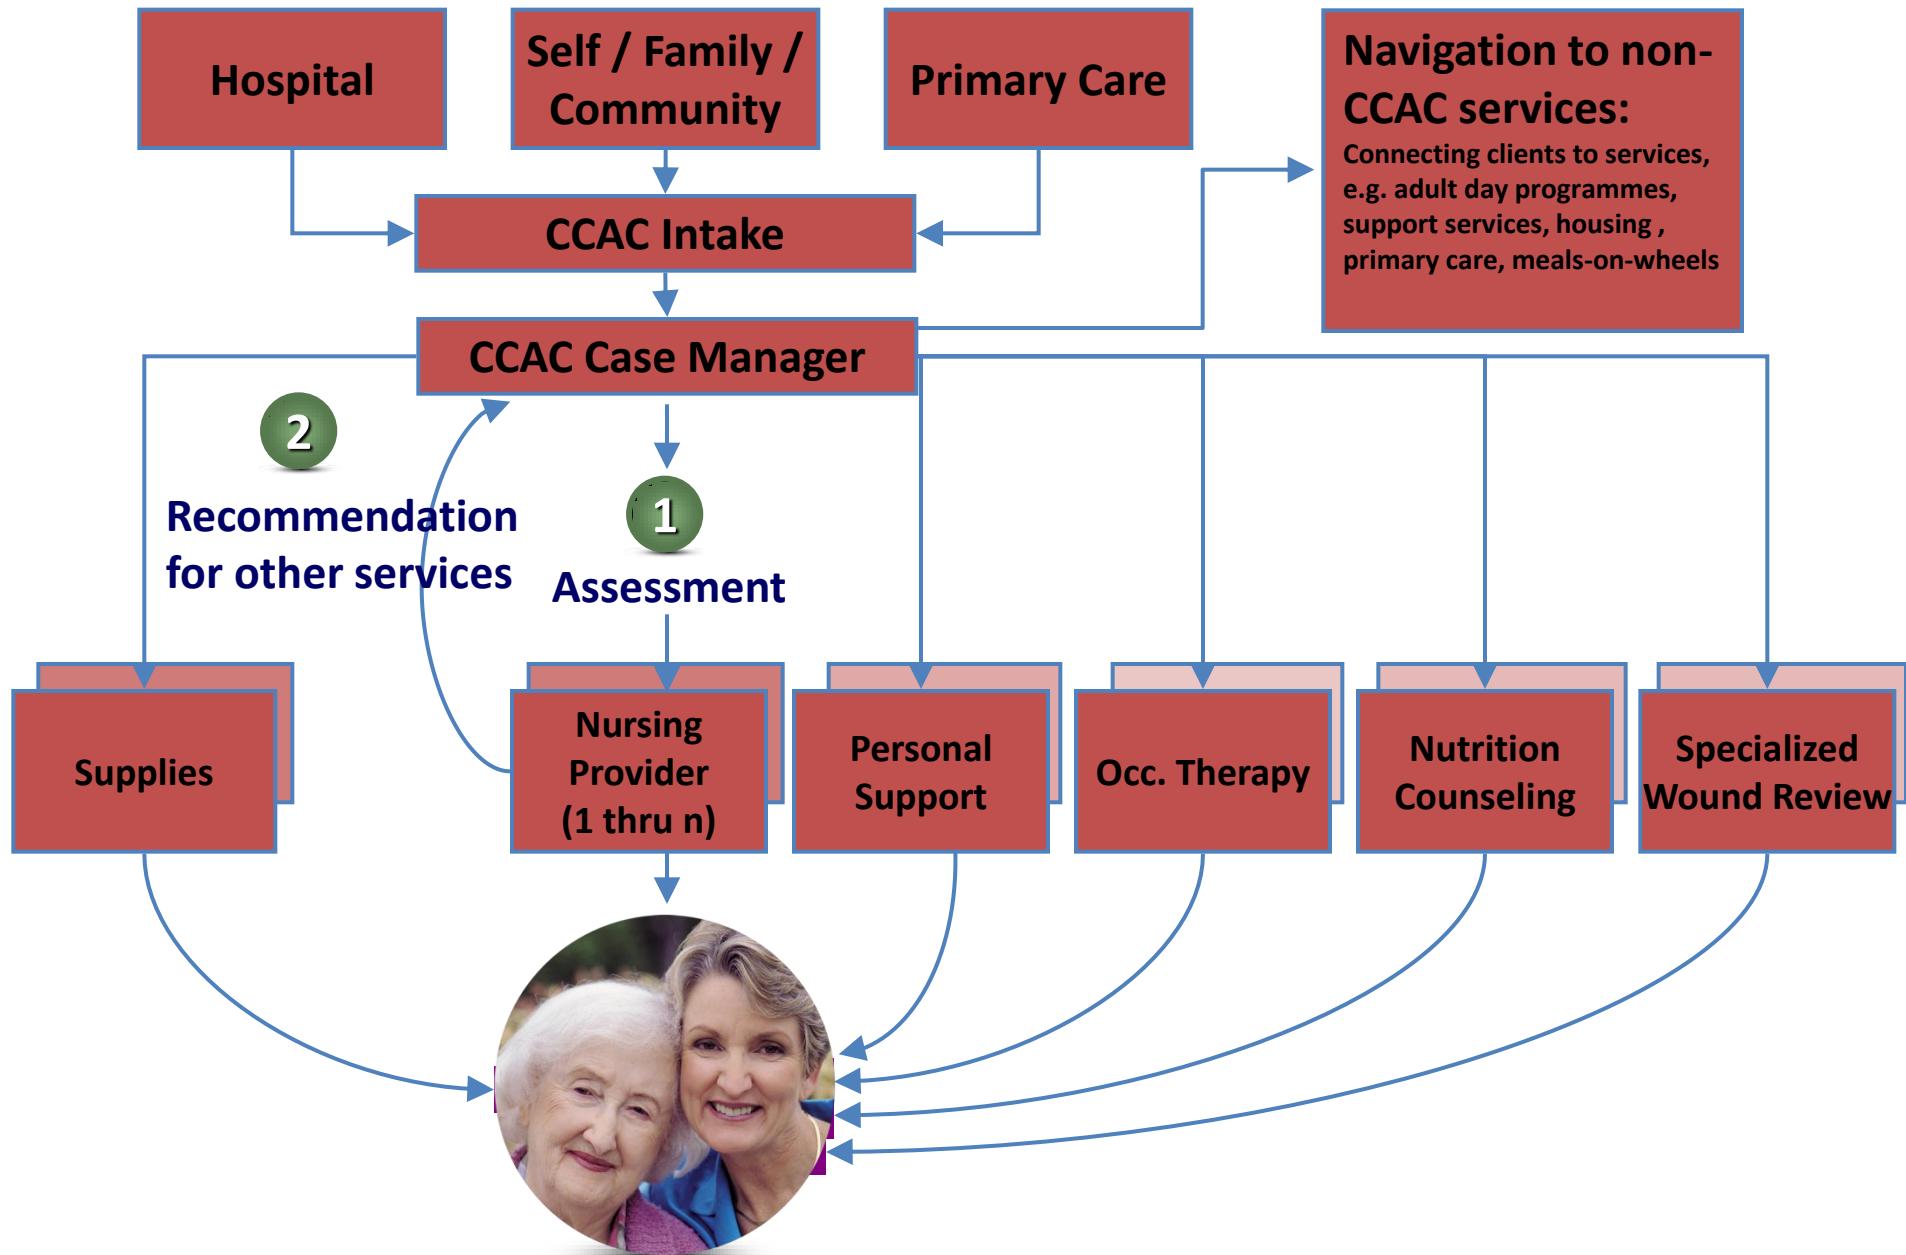 Hospital
Self / Family /
Community
Primary Care
Navigation to non-
CCAC services:
Connecting clients to services,
e.g. adult day programmes,
support services, housing ,
primary care, meals-on-wheels
CCAC Intake
CCAC Case Manager
2
Recommendation
for other services
1
Assessment
Supplies
Nursing
Provider
(1 thru n)
Personal
Support
Occ. Therapy
Nutrition
Counseling
Specialized
Wound Review